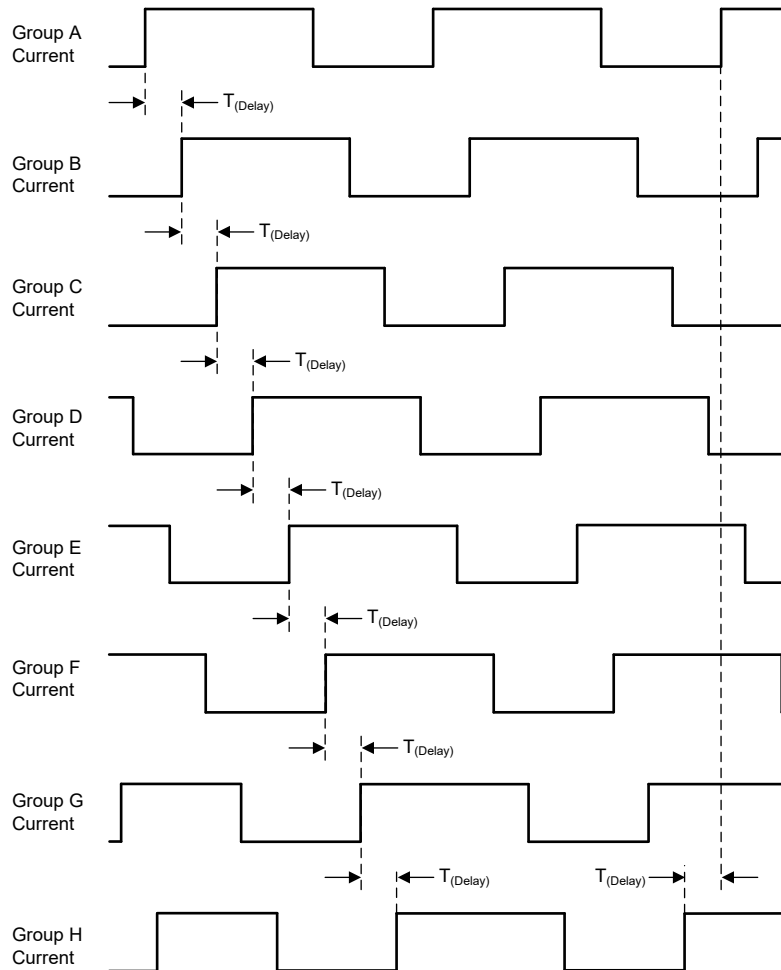 Group A
Current
T(Delay)
Group B
Current
T(Delay)
Group C
Current
T(Delay)
Group D
Current
T(Delay)
Group E
Current
T(Delay)
Group F
Current
T(Delay)
Group G
Current
T(Delay) T(Delay)
Group H
Current